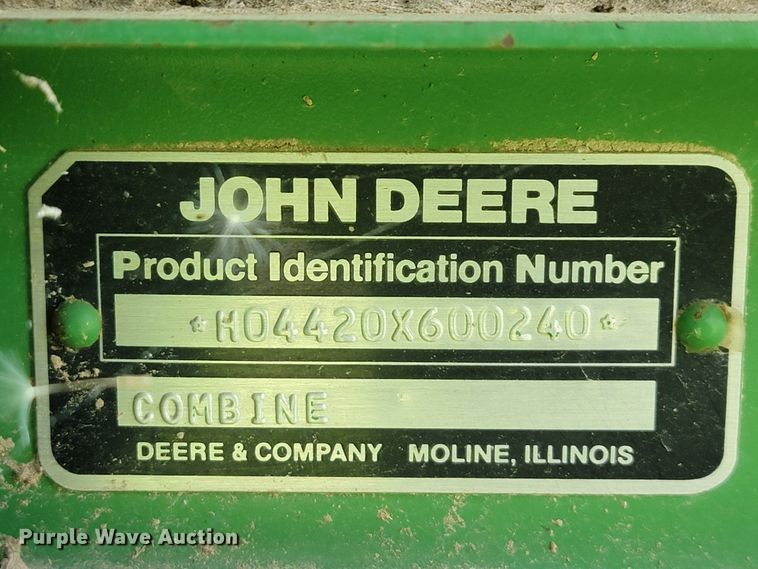 JOHN DEERE
Product Identification Number
*H04420X600240*
COMBINE
DEERE & COMPANY MOLINE, ILLINOIS
Purple Wave Auction